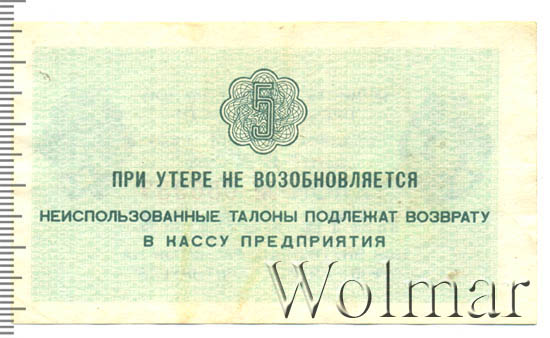 5
ПРИ УТЕРЕ НЕ ВОЗОБНОВЛЯЕТСЯ
НЕИСПОЛЬЗОВАННЫЕ ТАЛОНЫ ПОДЛЕЖАТ ВОЗВРАТУ
В КАССУ ПРЕДПРИЯТИЯ
Wolmar